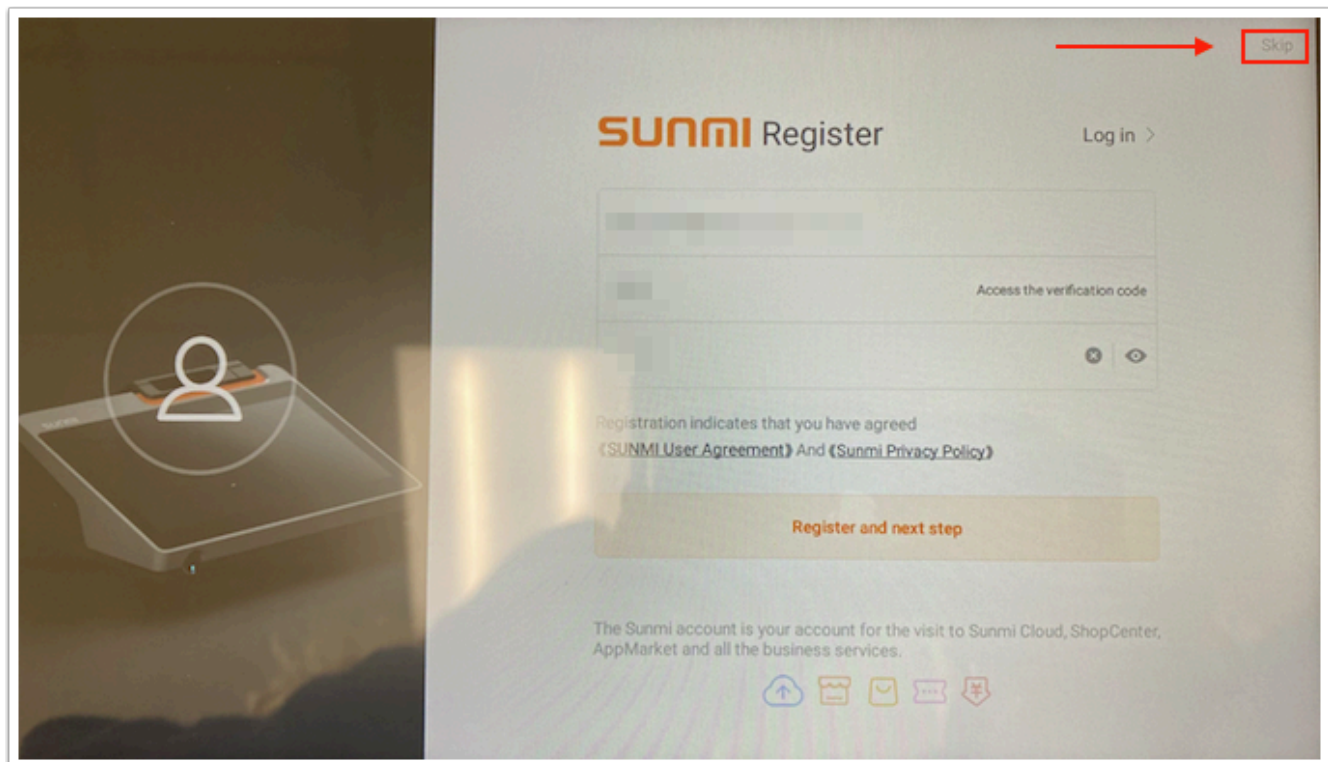 Skip
SUNMI Register
Log in >
Access the verification code
Registration indicates that you have agreed
《SUNMI User Agreement》 And 《Sunmi Privacy Policy》
Register and next step
The Sunmi account is your account for the visit to Sunmi Cloud, ShopCenter,
AppMarket and all the business services.
sunmi